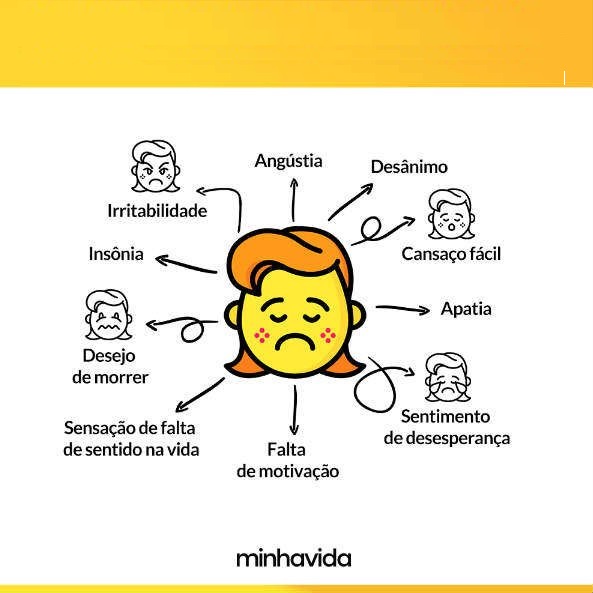 Angústia
Desânimo
Irritabilidade
Cansaço fácil
Insônia
Apatia
Desejo
de morrer
Sentimento
de desesperança
Sensação de falta
de sentido na vida
Falta
de motivação
minhavida